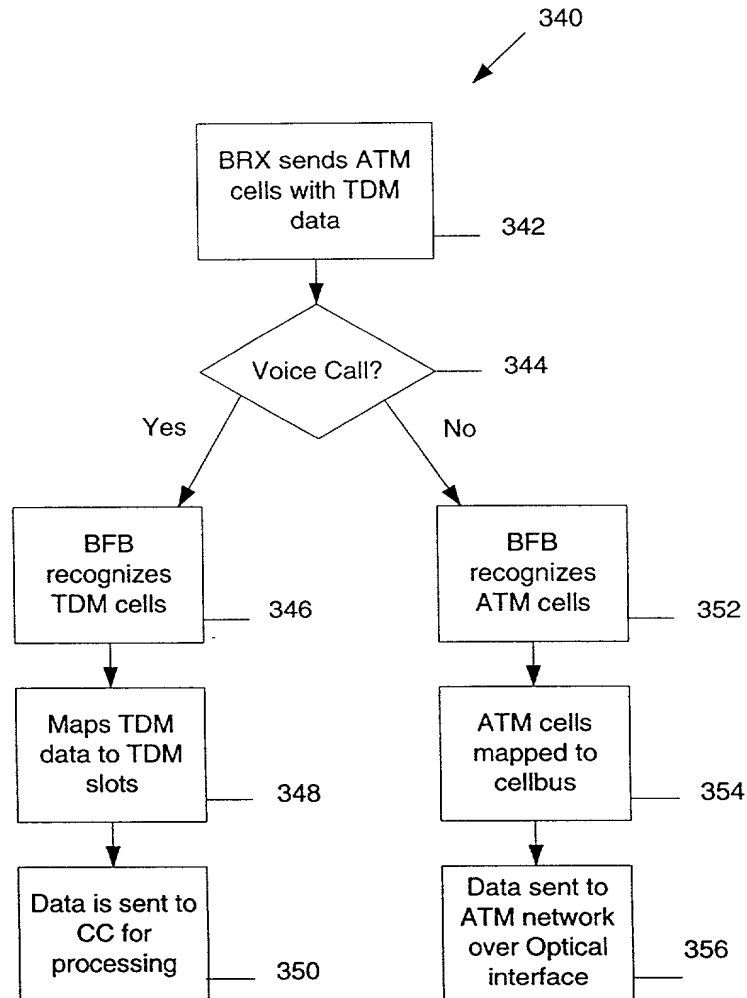 340
BRX sends ATM
cells with TDM
data
342
Voice Call?
344
Yes
No
BFB
recognizes
TDM cells
346
BFB
recognizes
ATM cells
352
Maps TDM
data to TDM
slots
348
ATM cells
mapped to
cellbus
354
Data is sent to
CC for
processing
350
Data sent to
ATM network
over Optical
interface
356